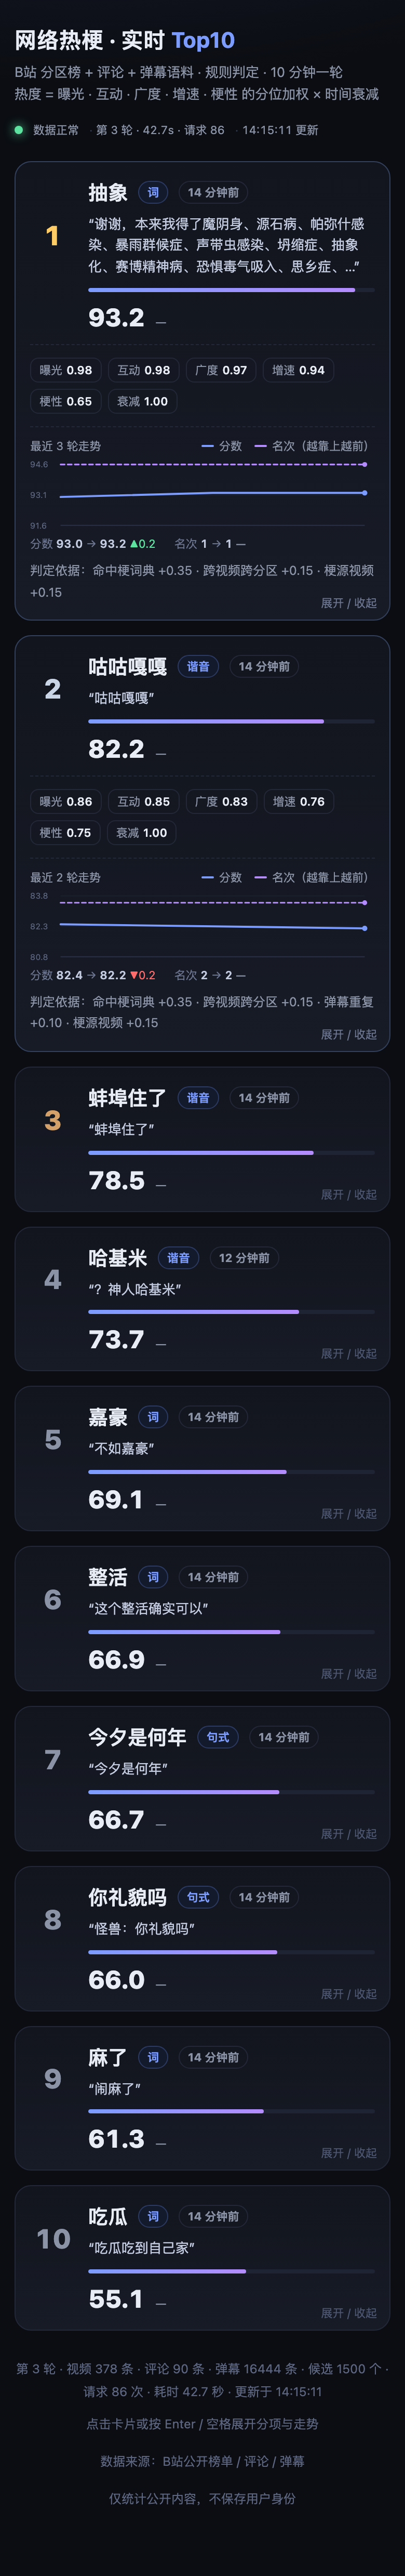 网络热梗 · 实时 Top10
B站 分区榜 + 评论 + 弹幕语料 · 规则判定 · 10 分钟一轮
热度 = 曝光 · 互动 · 广度 · 增速 · 梗性 的分位加权 × 时间衰减
数据正常 · 第 3 轮 · 42.7s · 请求 86 · 14:15:11 更新
1
抽象 词 14 分钟前
“谢谢，本来我得了魔阴身、源石病、帕弥什感
染、暴雨群候症、声带虫感染、坍缩症、抽象
化、赛博精神病、恐惧毒气吸入、思乡症、…”
93.2 —
曝光 0.98 互动 0.98 广度 0.97 增速 0.94
梗性 0.65 衰减 1.00
最近 3 轮走势 分数 名次（越靠上越前）
94.6
93.1
91.6
分数 93.0 → 93.2 ▲0.2 名次 1 → 1 —
判定依据：命中梗词典 +0.35 · 跨视频跨分区 +0.15 · 梗源视频
+0.15
展开 / 收起
2
咕咕嘎嘎 谐音 14 分钟前
“咕咕嘎嘎”
82.2 —
曝光 0.86 互动 0.85 广度 0.83 增速 0.76
梗性 0.75 衰减 1.00
最近 2 轮走势 分数 名次（越靠上越前）
83.8
82.3
80.8
分数 82.4 → 82.2 ▼0.2 名次 2 → 2 —
判定依据：命中梗词典 +0.35 · 跨视频跨分区 +0.15 · 弹幕重复
+0.10 · 梗源视频 +0.15
展开 / 收起
3
蚌埠住了 谐音 14 分钟前
“蚌埠住了”
78.5 —
展开 / 收起
4
哈基米 谐音 12 分钟前
“？神人哈基米”
73.7 —
展开 / 收起
5
嘉豪 词 14 分钟前
“不如嘉豪”
69.1 —
展开 / 收起
6
整活 词 14 分钟前
“这个整活确实可以”
66.9 —
展开 / 收起
7
今夕是何年 句式 14 分钟前
“今夕是何年”
66.7 —
展开 / 收起
8
你礼貌吗 句式 14 分钟前
“怪兽：你礼貌吗”
66.0 —
展开 / 收起
9
麻了 词 14 分钟前
“闹麻了”
61.3 —
展开 / 收起
10
吃瓜 词 14 分钟前
“吃瓜吃到自己家”
55.1 —
展开 / 收起
第 3 轮 · 视频 378 条 · 评论 90 条 · 弹幕 16444 条 · 候选 1500 个 ·
请求 86 次 · 耗时 42.7 秒 · 更新于 14:15:11
点击卡片或按 Enter / 空格展开分项与走势
数据来源：B站公开榜单 / 评论 / 弹幕
仅统计公开内容，不保存用户身份